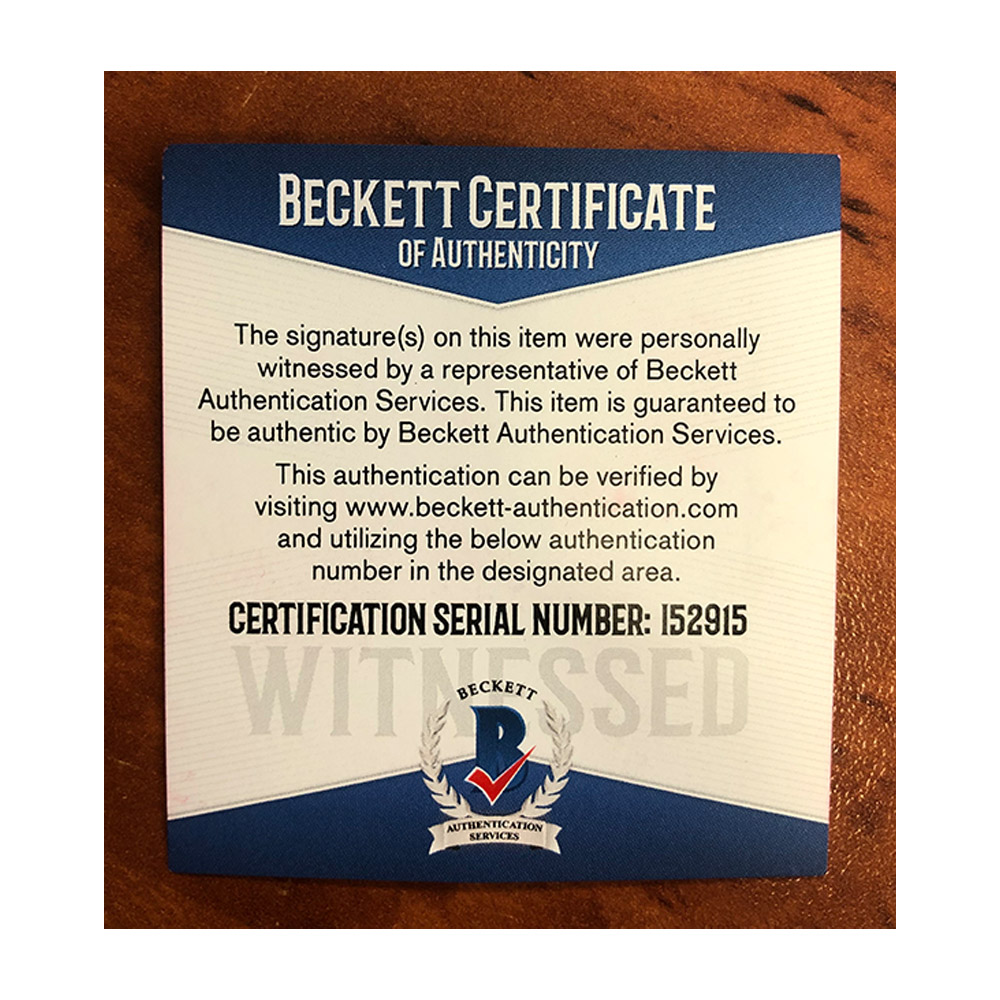 BECKETT CERTIFICATE
OF AUTHENTICITY
The signature(s) on this item were personally
witnessed by a representative of Beckett
Authentication Services. This item is guaranteed to
be authentic by Beckett Authentication Services.
This authentication can be verified by
visiting www.beckett-authentication.com
and utilizing the below authentication
number in the designated area.
CERTIFICATION SERIAL NUMBER: 152915
WITNESSED
BECKETT
B
AUTHENTICATION
SERVICES